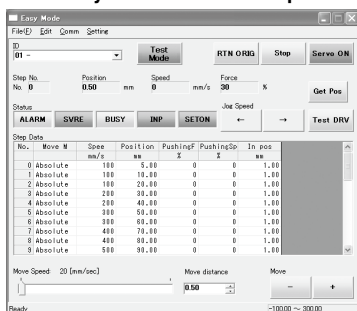 Easy Mode
File(F) Edit Comm Setting
ID
01 -
Test Mode
RTN ORIG
Stop
Servo ON
Step No. Position Speed Force
No. 0 0.50 mm 0 mm/s 30 %
Get Pos
Status
Jog Speed
ALARM SVRE BUSY INP SETON ← → Test DRV
Step Data
No. Move M Spee Position PushingF PushingSp In pos
mm/s mm % % mm
0 Absolute 100 5.00 0 0 1.00
1 Absolute 100 10.00 0 0 1.00
2 Absolute 100 20.00 0 0 1.00
3 Absolute 200 30.00 0 0 1.00
4 Absolute 200 40.00 0 0 1.00
5 Absolute 300 50.00 0 0 1.00
6 Absolute 300 60.00 0 0 1.00
7 Absolute 400 70.00 0 0 1.00
8 Absolute 400 80.00 0 0 1.00
9 Absolute 500 90.00 0 0 1.00
Move Speed: 20 [mm/sec]
Move distance
Move
0.50
- +
Ready
-100.00 ~ 300.00